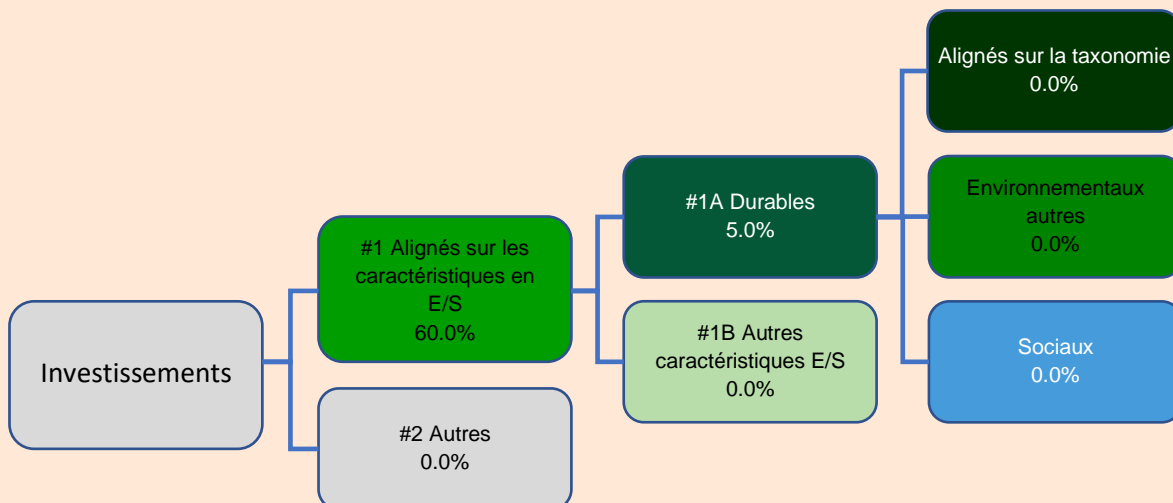 Investissements
#1 Alignés sur les
caractéristiques en
E/S
60.0%
#2 Autres
0.0%
#1A Durables
5.0%
#1B Autres
caractéristiques E/S
0.0%
Alignés sur la taxonomie
0.0%
Environnementaux
autres
0.0%
Sociaux
0.0%